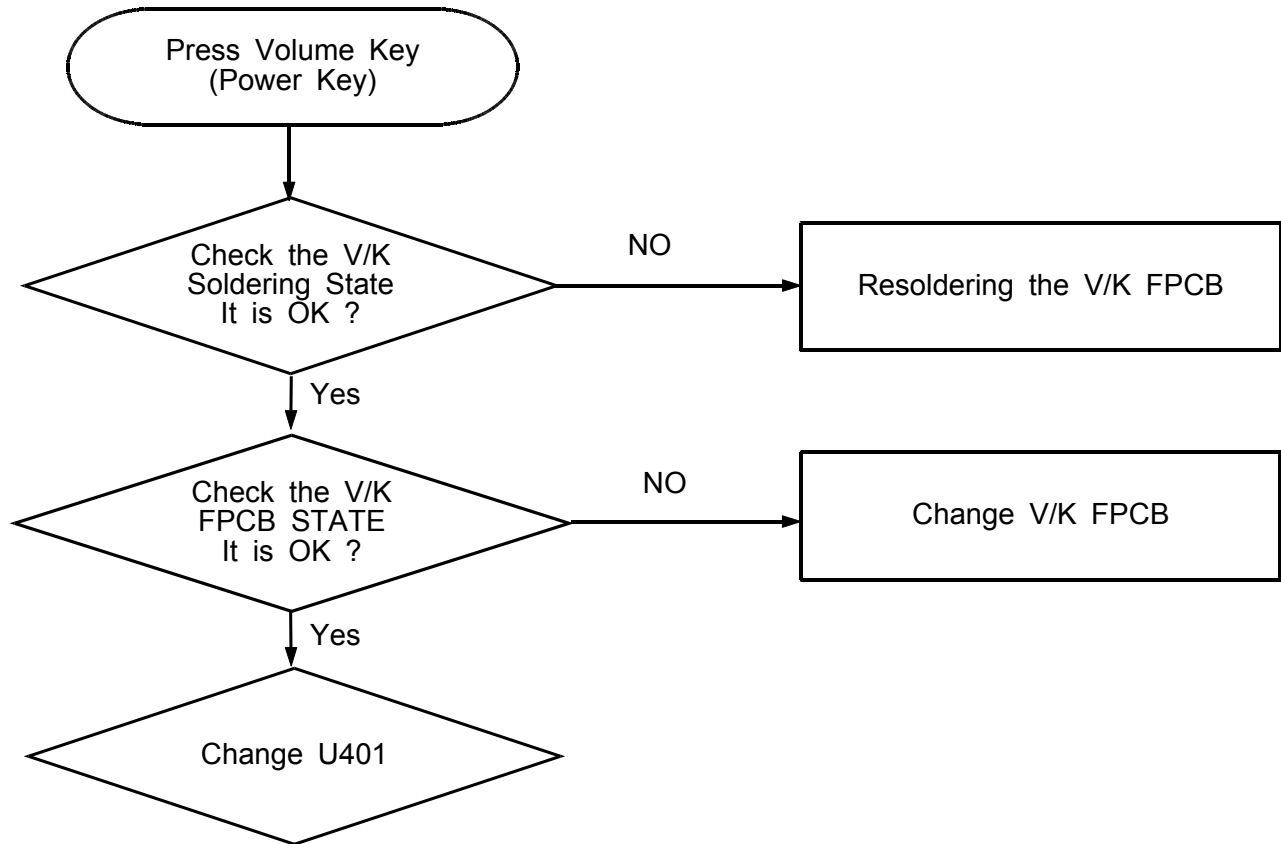 Press Volume Key
(Power Key)
Check the V/K
Soldering State
It is OK ?
NO
Resoldering the V/K FPCB
Yes
Check the V/K
FPCB STATE
It is OK ?
NO
Change V/K FPCB
Yes
Change U401